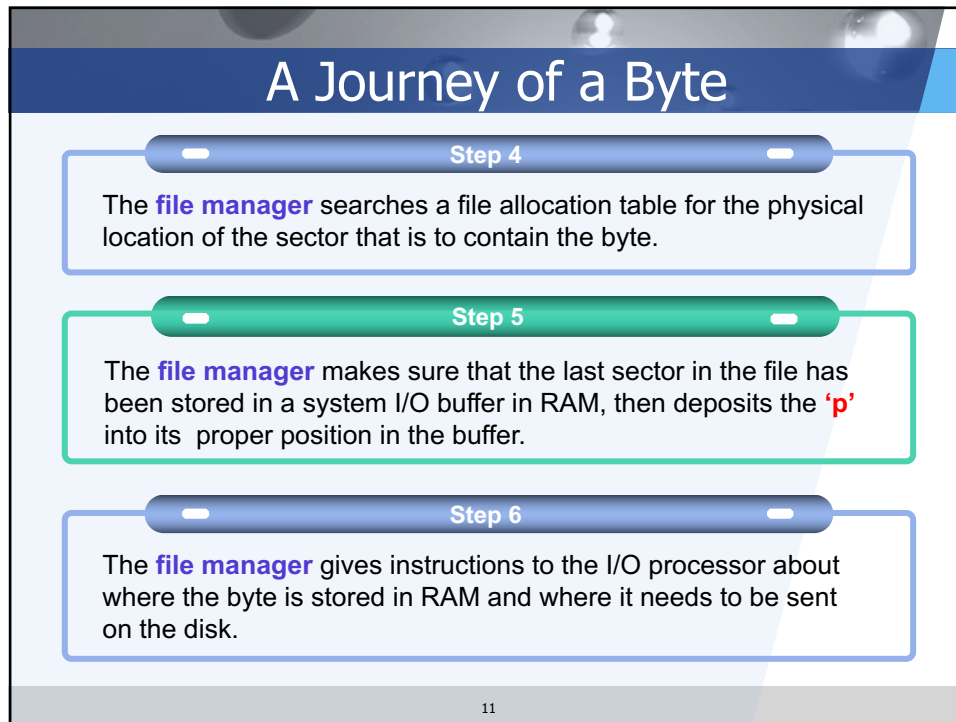 A Journey of a Byte
Step 4
The file manager searches a file allocation table for the physical
location of the sector that is to contain the byte.
Step 5
The file manager makes sure that the last sector in the file has
been stored in a system I/O buffer in RAM, then deposits the ‘p’
into its  proper position in the buffer.
Step 6
The file manager gives instructions to the I/O processor about
where the byte is stored in RAM and where it needs to be sent
on the disk.
11